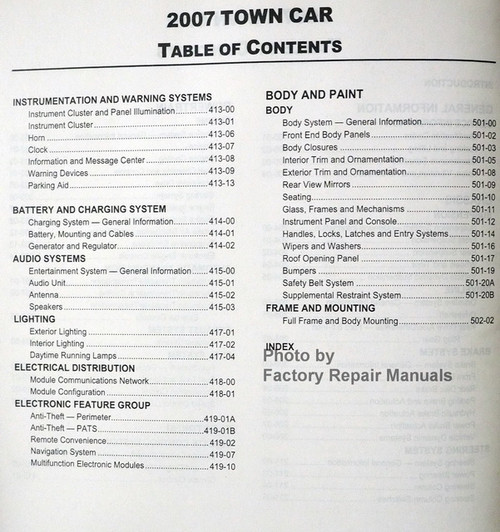 2007 TOWN CAR
TABLE OF CONTENTS
INSTRUMENTATION AND WARNING SYSTEMS
Instrument Cluster and Panel Illumination 413-00
Instrument Cluster 413-01
Horn 413-06
Clock 413-07
Information and Message Center 413-08
Warning Devices 413-09
Parking Aid 413-13
BATTERY AND CHARGING SYSTEM
Charging System — General Information 414-00
Battery, Mounting and Cables 414-01
Generator and Regulator 414-02
AUDIO SYSTEMS
Entertainment System — General Information 415-00
Audio Unit 415-01
Antenna 415-02
Speakers 415-03
LIGHTING
Exterior Lighting 417-01
Interior Lighting 417-02
Daytime Running Lamps 417-04
ELECTRICAL DISTRIBUTION
Module Communications Network 418-00
Module Configuration 418-01
ELECTRONIC FEATURE GROUP
Anti-Theft — Perimeter 419-01A
Anti-Theft — PATS 419-01B
Remote Convenience 419-02
Navigation System 419-07
Multifunction Electronic Modules 419-10
BODY AND PAINT
BODY
Body System — General Information 501-00
Front End Body Panels 501-02
Body Closures 501-03
Interior Trim and Ornamentation 501-05
Exterior Trim and Ornamentation 501-08
Rear View Mirrors 501-09
Seating 501-10
Glass, Frames and Mechanisms 501-11
Instrument Panel and Console 501-12
Handles, Locks, Latches and Entry Systems 501-14
Wipers and Washers 501-16
Roof Opening Panel 501-17
Bumpers 501-19
Safety Belt System 501-20A
Supplemental Restraint System 501-20B
FRAME AND MOUNTING
Full Frame and Body Mounting 502-02
INDEX
Photo by
Factory Repair Manuals